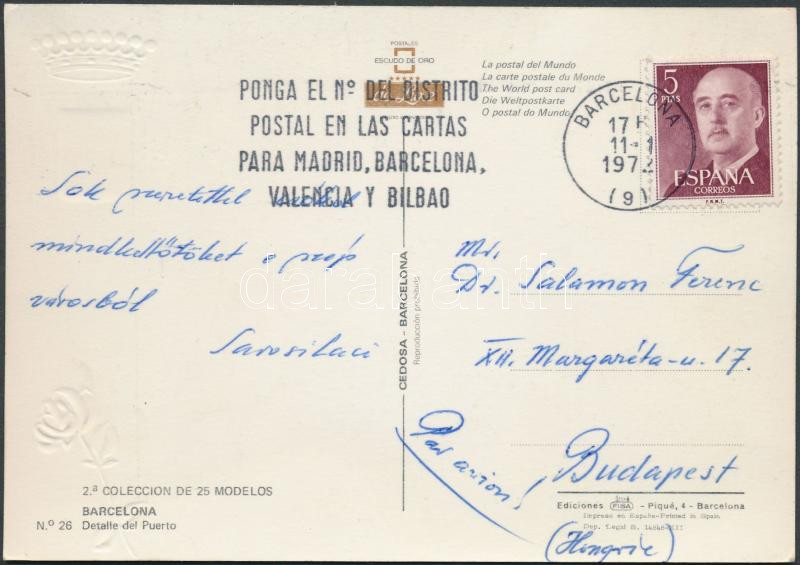 POSTALES
ESCUDO DE ORO
La postal del Mundo
La carte postale du Monde
The World post card
Die Weltpostkarte
O postal do Mundo
PONGA EL Nº DEL DISTRITO
POSTAL EN LAS CARTAS
PARA MADRID, BARCELONA,
VALENCIA Y BILBAO
BARCELONA
11-1
197
(9)
5
PTAS
ESPAÑA
CORREOS
F.N.M.T.
Sok szeretettel
mindkettőtöket a szép
városból
Sarosi Laci
CEDOSA - BARCELONA
Reproducción prohibida
darabanth
Mr.
Dr. Salamon Ferenc
XII. Margaréta-u. 17.
Budapest
(Hongrie)
Par avion!
2.ª COLECCION DE 25 MODELOS
BARCELONA
N.º 26 Detalle del Puerto
Ediciones FISA - Piqué, 4 - Barcelona
Impreso en España-Printed in Spain